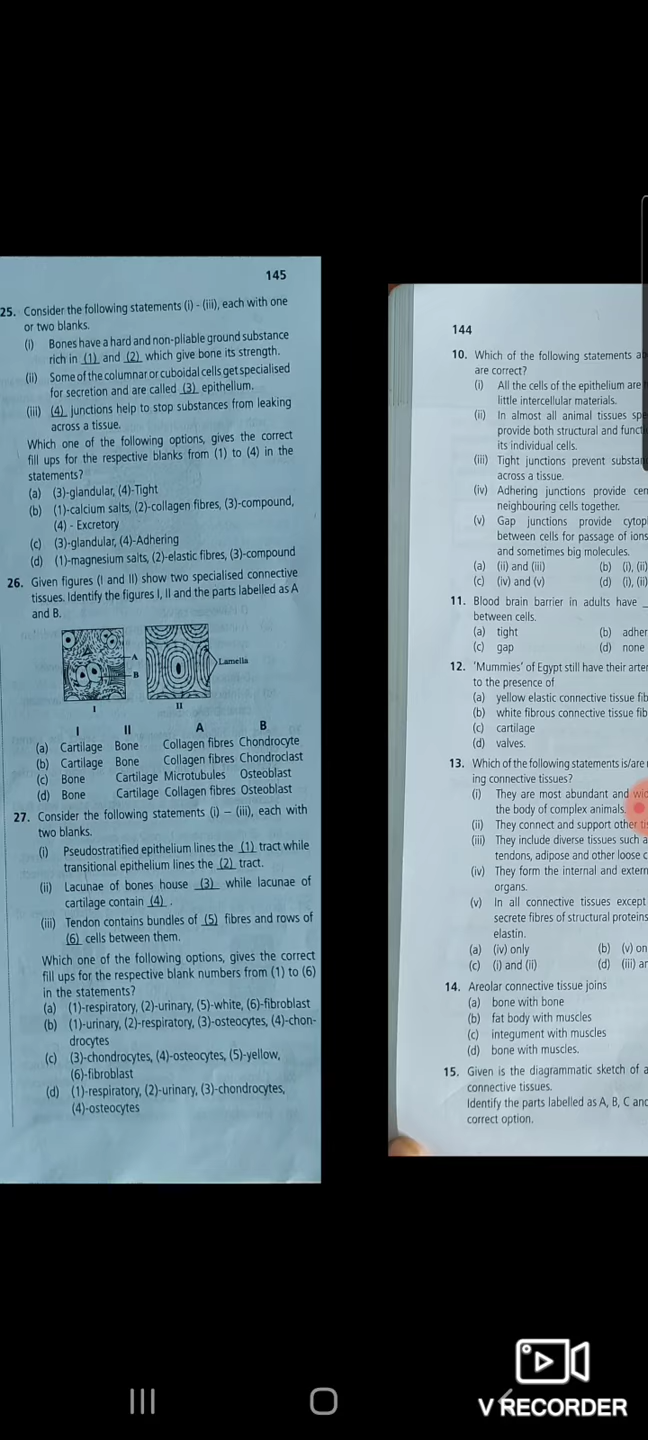 145
25. Consider the following statements (i) - (iii), each with one
or two blanks.
(i) Bones have a hard and non-pliable ground substance
rich in (1) and (2) which give bone its strength.
(ii) Some of the columnar or cuboidal cells get specialised
for secretion and are called (3) epithellum.
(iii) (4) junctions help to stop substances from leaking
across a tissue.
Which one of the following options, gives the correct
fill ups for the respective blanks from (1) to (4) in the
statements?
(a) (3)-glandular, (4)-Tight
(b) (1)-calcium salts, (2)-collagen fibres, (3)-compound,
(4) - Excretory
(c) (3)-glandular, (4)-Adhering
(d) (1)-magnesium salts, (2)-elastic fibres, (3)-compound
26. Given figures (I and II) show two specialised connective
tissues. Identify the figures I, II and the parts labelled as A
and B.
A
B
Lamella
I II
I II A B
(a) Cartilage Bone Collagen fibres Chondrocyte
(b) Cartilage Bone Collagen fibres Chondroclast
(c) Bone Cartilage Microtubules Osteoblast
(d) Bone Cartilage Collagen fibres Osteoblast
27. Consider the following statements (i) – (iii), each with
two blanks.
(i) Pseudostratified epithelium lines the (1) tract while
transitional epithelium lines the (2) tract.
(ii) Lacunae of bones house (3) while lacunae of
cartilage contain (4) .
(iii) Tendon contains bundles of (5) fibres and rows of
(6) cells between them.
Which one of the following options, gives the correct
fill ups for the respective blank numbers from (1) to (6)
in the statements?
(a) (1)-respiratory, (2)-urinary, (5)-white, (6)-fibroblast
(b) (1)-urinary, (2)-respiratory, (3)-osteocytes, (4)-chon-
drocytes
(c) (3)-chondrocytes, (4)-osteocytes, (5)-yellow,
(6)-fibroblast
(d) (1)-respiratory, (2)-urinary, (3)-chondrocytes,
(4)-osteocytes
144
10. Which of the following statements
are correct?
(i) All the cells of the epithelium are
little intercellular materials.
(ii) In almost all animal tissues
provide both structural and
its individual cells.
(iii) Tight junctions prevent
across a tissue.
(iv) Adhering junctions provide
neighbouring cells together.
(v) Gap junctions provide
between cells for passage of ions
and sometimes big molecules.
(a) (ii) and (iii) (b) (i), (ii)
(c) (iv) and (v) (d) (i), (ii)
11. Blood brain barrier in adults have _
between cells.
(a) tight (b) adher
(c) gap (d) none
12. 'Mummies' of Egypt still have their
to the presence of
(a) yellow elastic connective tissue fib
(b) white fibrous connective tissue fib
(c) cartilage
(d) valves.
13. Which of the following statements is/are
ing connective tissues?
(i) They are most abundant and
the body of complex animals.
(ii) They connect and support other
(iii) They include diverse tissues such
tendons, adipose and other loose
(iv) They form the internal and extern
organs.
(v) In all connective tissues except
secrete fibres of structural proteins
elastin.
(a) (iv) only (b) (v) on
(c) (i) and (ii) (d) (iii) ar
14. Areolar connective tissue joins
(a) bone with bone
(b) fat body with muscles
(c) integument with muscles
(d) bone with muscles.
15. Given is the diagrammatic sketch of a
connective tissues.
Identify the parts labelled as A, B, C and
correct option.
V RECORDER